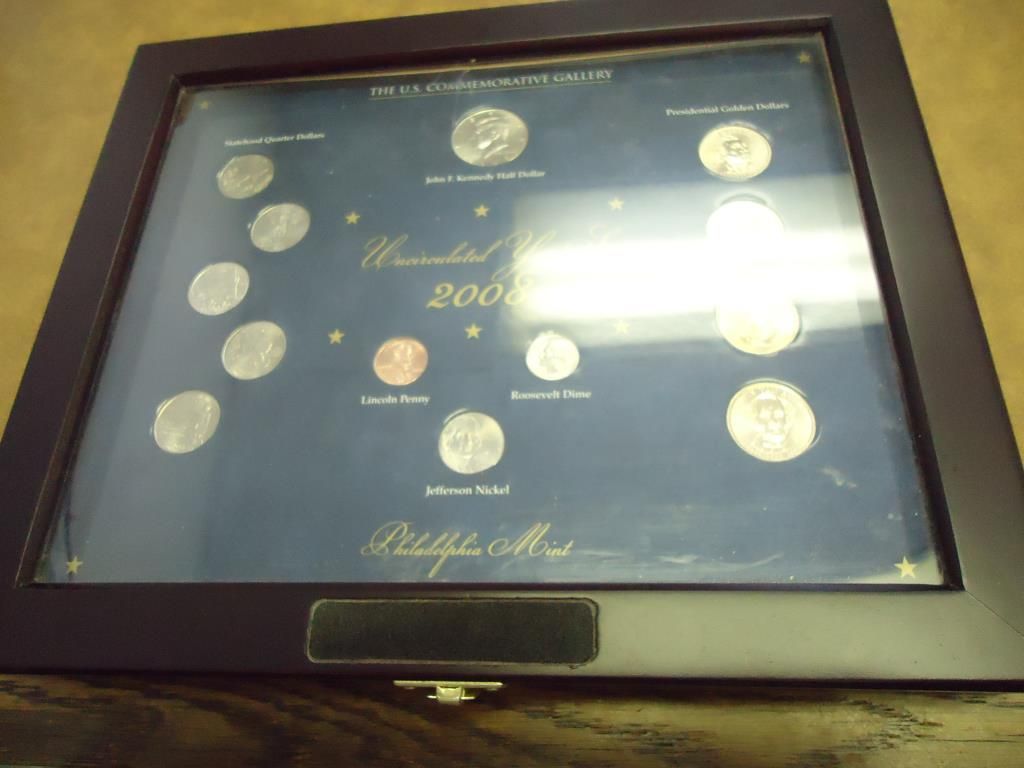 THE U.S. COMMEMORATIVE GALLERY
Statehood Quarter Dollars
Presidential Golden Dollars
John F. Kennedy Half Dollar
Uncirculated
2008
Lincoln Penny
Roosevelt Dime
Jefferson Nickel
Philadelphia Mint